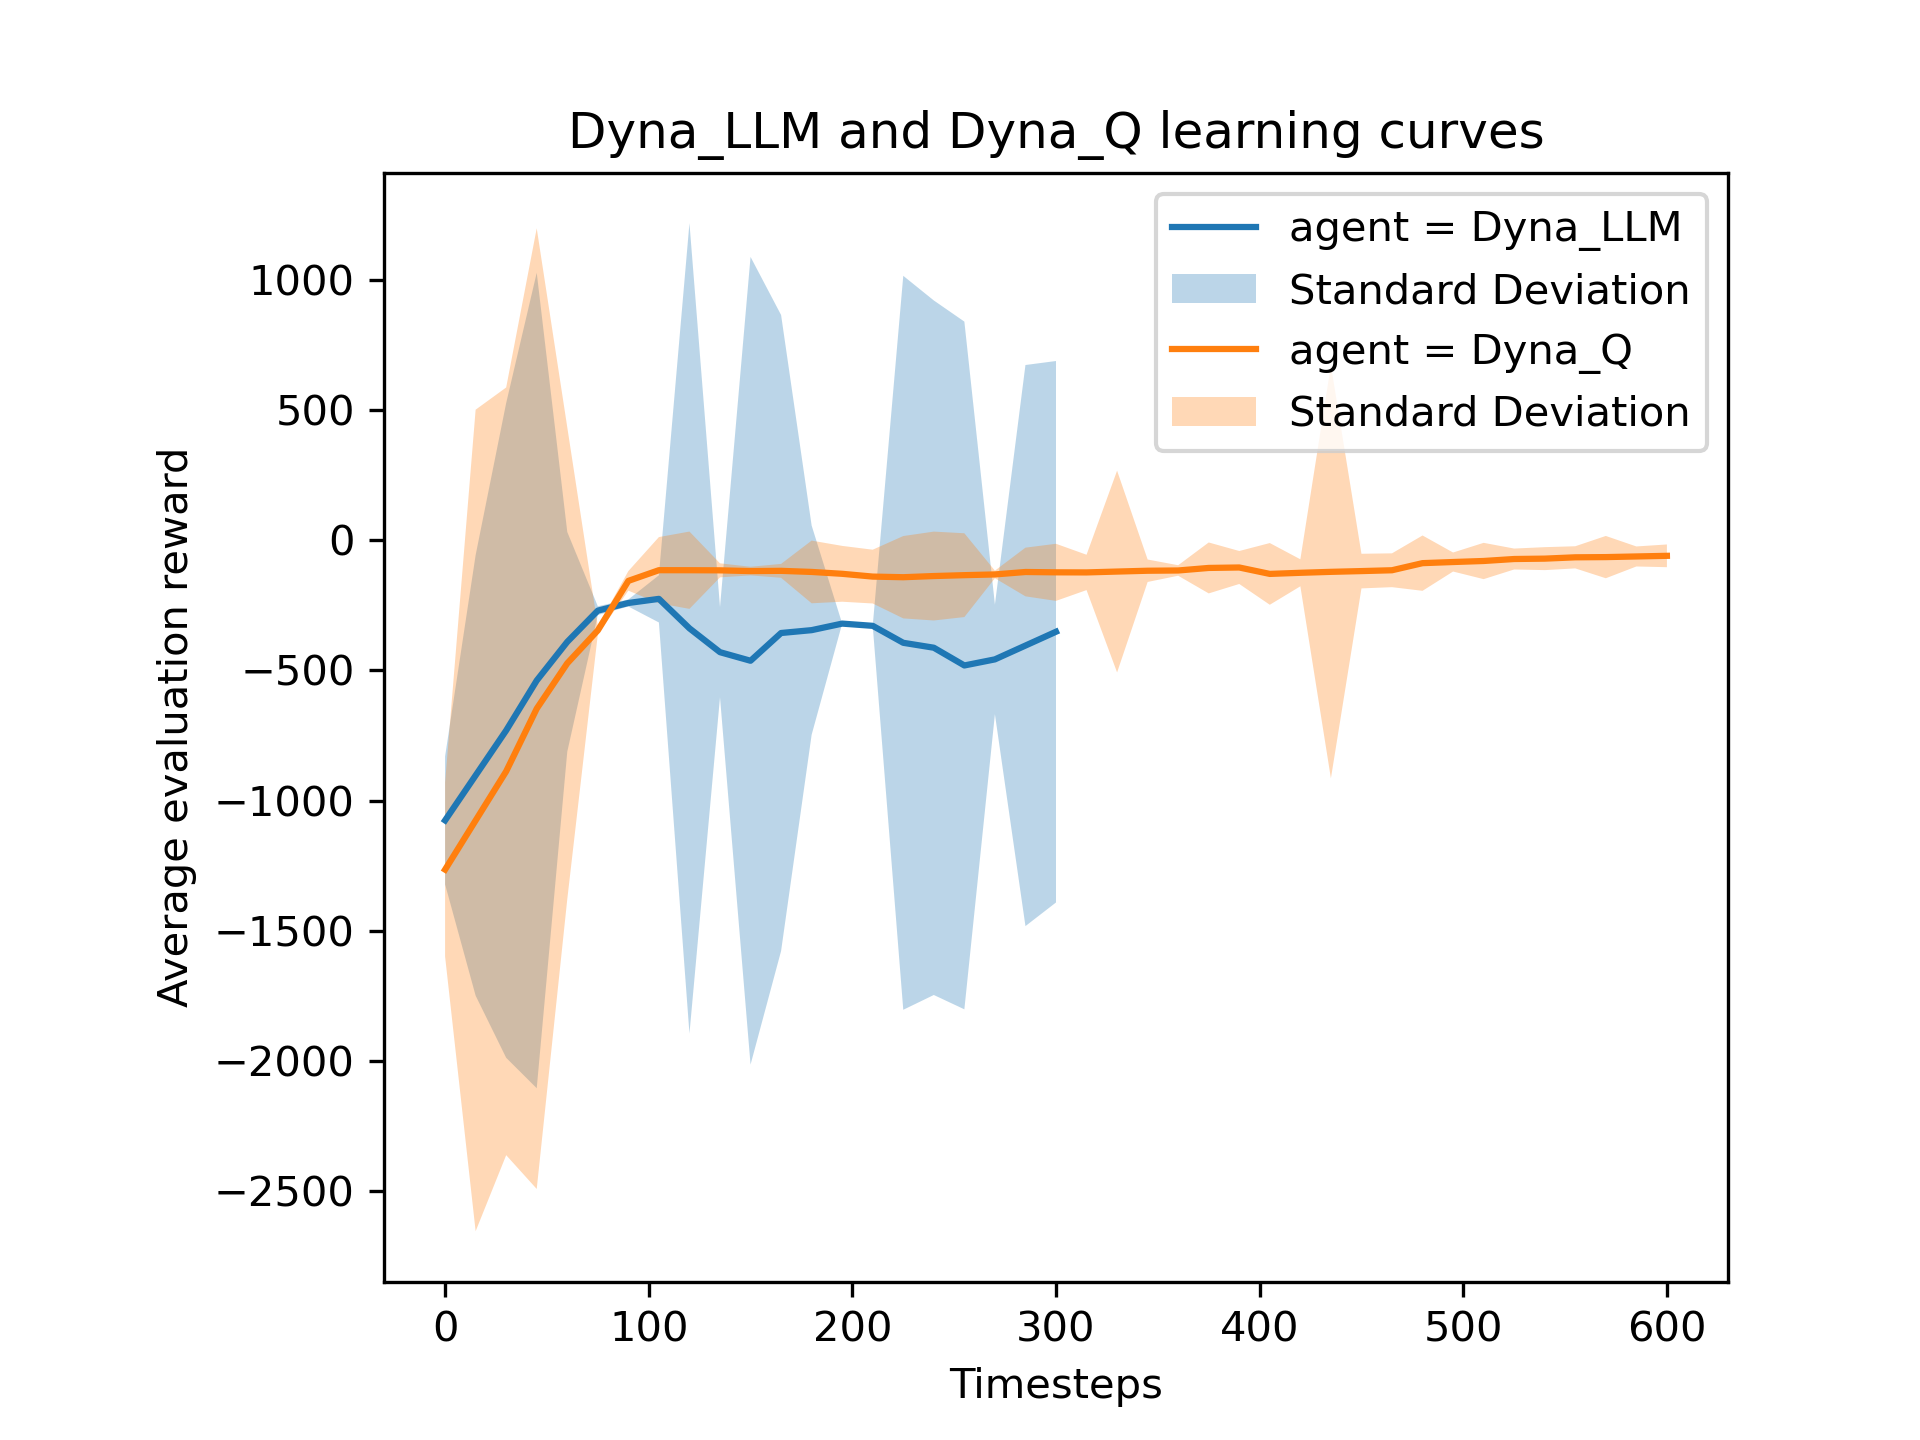 Dyna_LLM and Dyna_Q learning curves
agent = Dyna_LLM
Standard Deviation
agent = Dyna_Q
Standard Deviation
Average evaluation reward
1000
500
0
−500
−1000
−1500
−2000
−2500
0 100 200 300 400 500 600
Timesteps